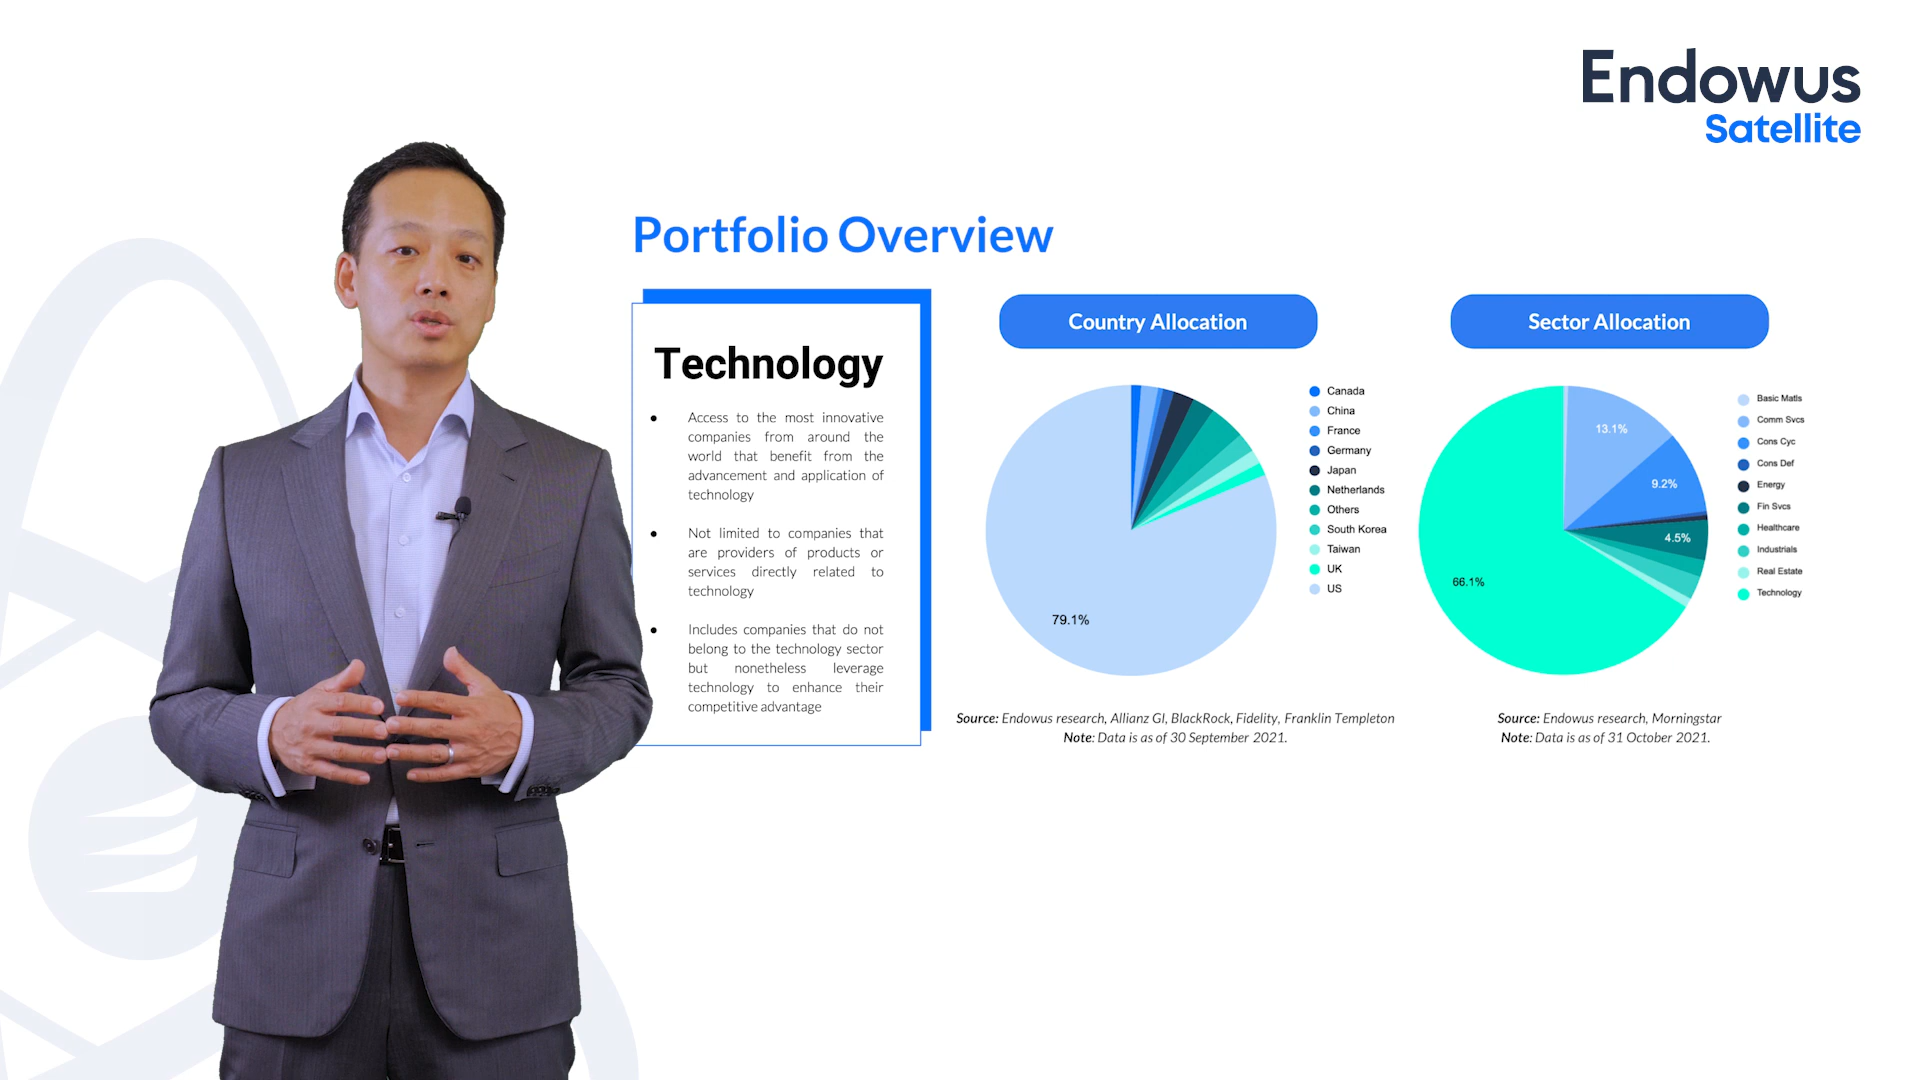 Endowus
Satellite
Portfolio Overview
Technology
● Access to the most innovative
companies from around the
world that benefit from the
advancement and application of
technology
● Not limited to companies that
are providers of products or
services directly related to
technology
● Includes companies that do not
belong to the technology sector
but nonetheless leverage
technology to enhance their
competitive advantage
Country Allocation
79.1%
Canada
China
France
Germany
Japan
Netherlands
Others
South Korea
Taiwan
UK
US
Source: Endowus research, Allianz GI, BlackRock, Fidelity, Franklin Templeton
Note: Data is as of 30 September 2021.
Sector Allocation
13.1%
9.2%
4.5%
66.1%
Basic Matls
Comm Svcs
Cons Cyc
Cons Def
Energy
Fin Svcs
Healthcare
Industrials
Real Estate
Technology
Source: Endowus research, Morningstar
Note: Data is as of 31 October 2021.